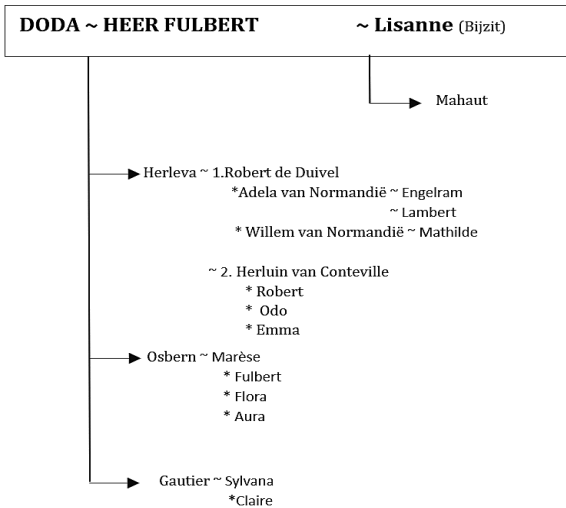 DODA ~ HEER FULBERT ~ Lisanne (Bijzit)
Mahaut
Herleva ~ 1.Robert de Duivel
*Adela van Normandië ~ Engelram
~ Lambert
* Willem van Normandië ~ Mathilde
~ 2. Herluin van Conteville
* Robert
* Odo
* Emma
Osbern ~ Marèse
* Fulbert
* Flora
* Aura
Gautier ~ Sylvana
*Claire